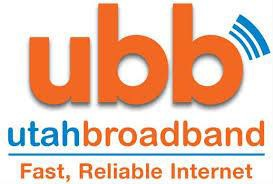 ubb
utahbroadband
Fast, Reliable Internet